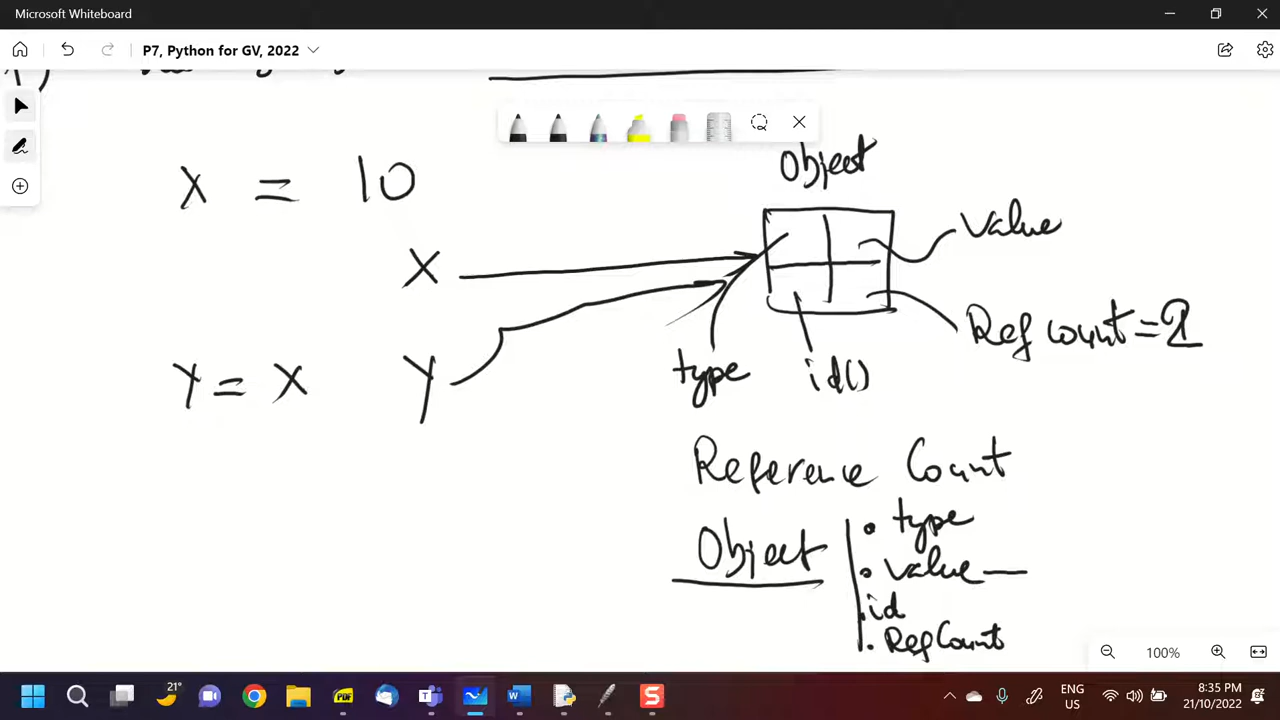 Microsoft Whiteboard
P7, Python for GV, 2022
Object
X = 10
Value
X
Ref count = 2
type
id()
Y = X
Y
Reference Count
Object
• type
• value —
• id
• RefCount
100%
21°
PDF
W
S
ENG
US
8:35 PM
21/10/2022